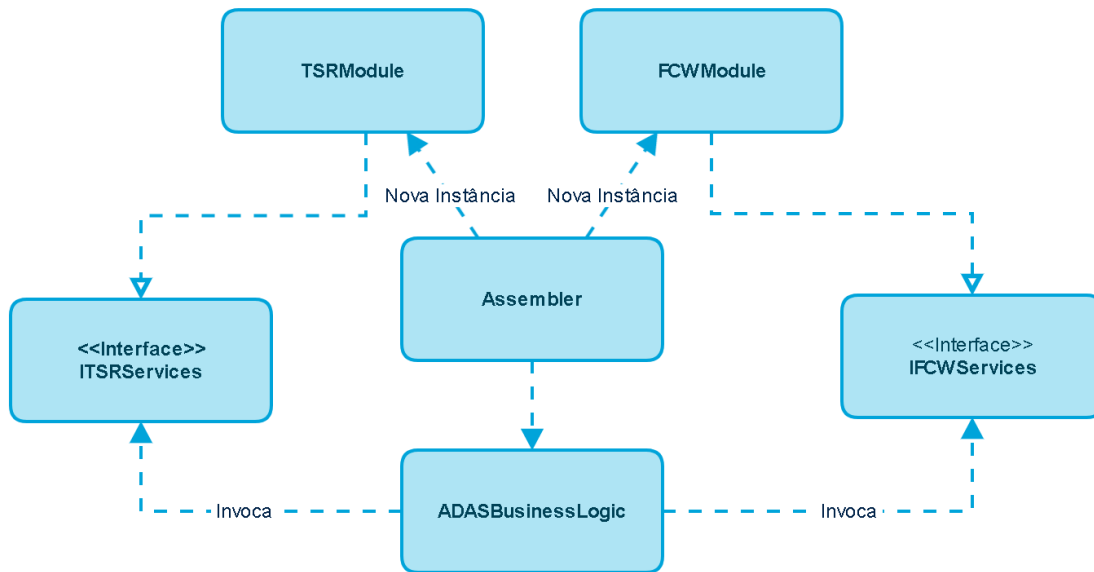 TSRModule
FCWModule
Nova Instância
Nova Instância
Assembler
<<Interface>>
ITSRServices
<<Interface>>
IFCWServices
Invoca
ADASBusinessLogic
Invoca